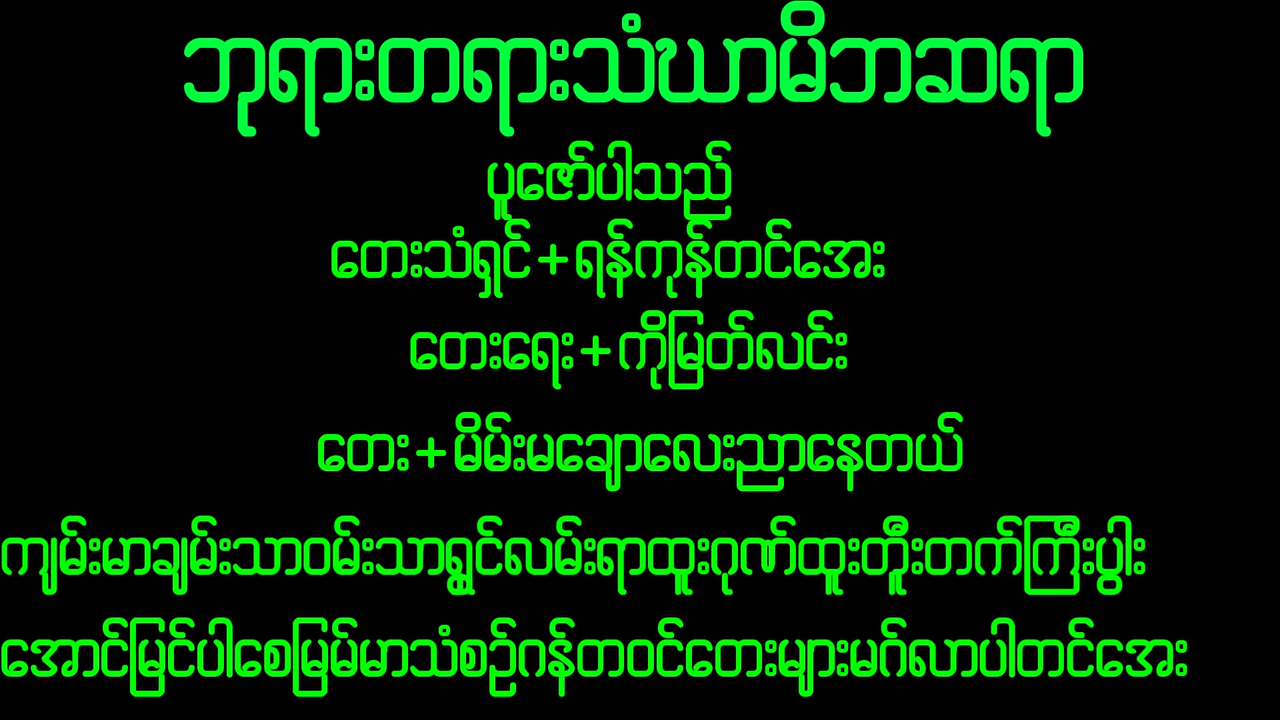 ဘုရားတရားသံဃာမိဘဆရာ
ပူဇော်ပါသည်
တေးသံရှင်+ရန်ကုန်တင်အေး
တေးရေး+ကိုမြတ်လင်း
တေး+မိမ်းမချောလေးညာနေတယ်
ကျမ်းမာချမ်းသာဝမ်းသာရွှင်လမ်းရာထူးဂုဏ်ထူးတိူးတက်ကြီးပွါး
အောင်မြင်ပါစေမြမ်မာသံစဉ်ဂန်တဝင်တေးများမဂ်လာပါတင်အေး